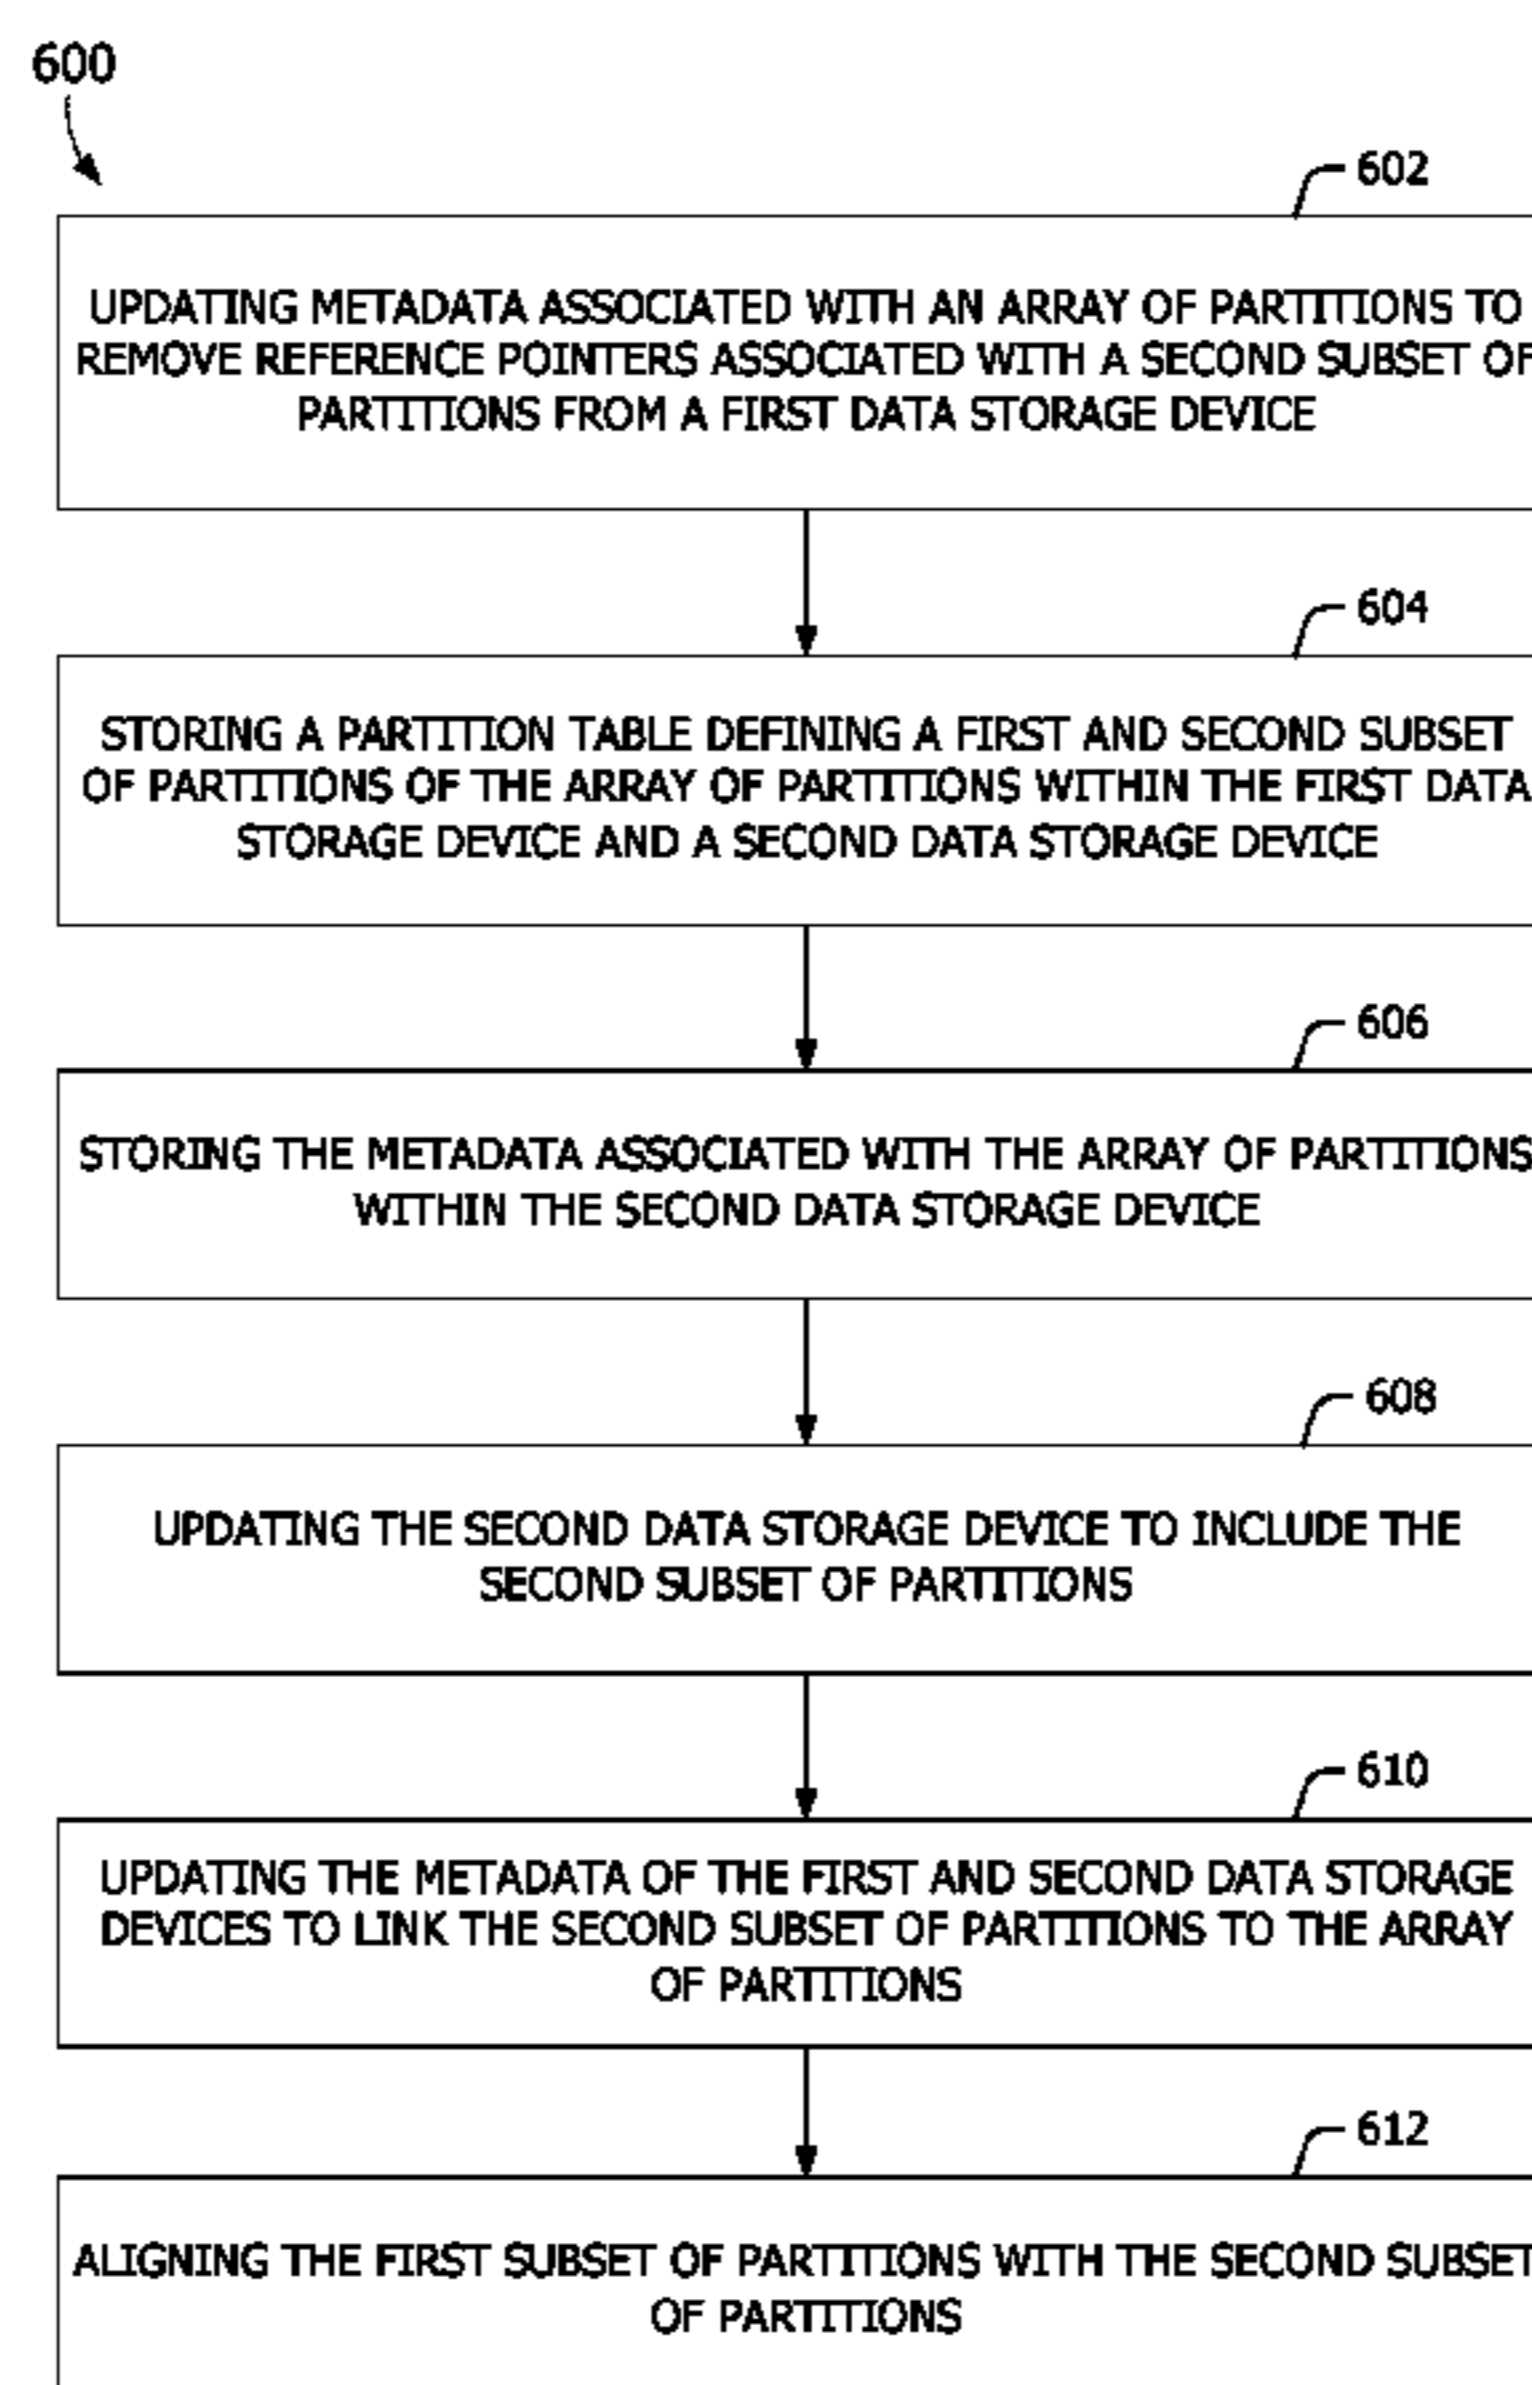 600
602
UPDATING METADATA ASSOCIATED WITH AN ARRAY OF PARTITIONS TO
REMOVE REFERENCE POINTERS ASSOCIATED WITH A SECOND SUBSET OF
PARTITIONS FROM A FIRST DATA STORAGE DEVICE
604
STORING A PARTITION TABLE DEFINING A FIRST AND SECOND SUBSET
OF PARTITIONS OF THE ARRAY OF PARTITIONS WITHIN THE FIRST DATA
STORAGE DEVICE AND A SECOND DATA STORAGE DEVICE
606
STORING THE METADATA ASSOCIATED WITH THE ARRAY OF PARTITIONS
WITHIN THE SECOND DATA STORAGE DEVICE
608
UPDATING THE SECOND DATA STORAGE DEVICE TO INCLUDE THE
SECOND SUBSET OF PARTITIONS
610
UPDATING THE METADATA OF THE FIRST AND SECOND DATA STORAGE
DEVICES TO LINK THE SECOND SUBSET OF PARTITIONS TO THE ARRAY
OF PARTITIONS
612
ALIGNING THE FIRST SUBSET OF PARTITIONS WITH THE SECOND SUBSET
OF PARTITIONS